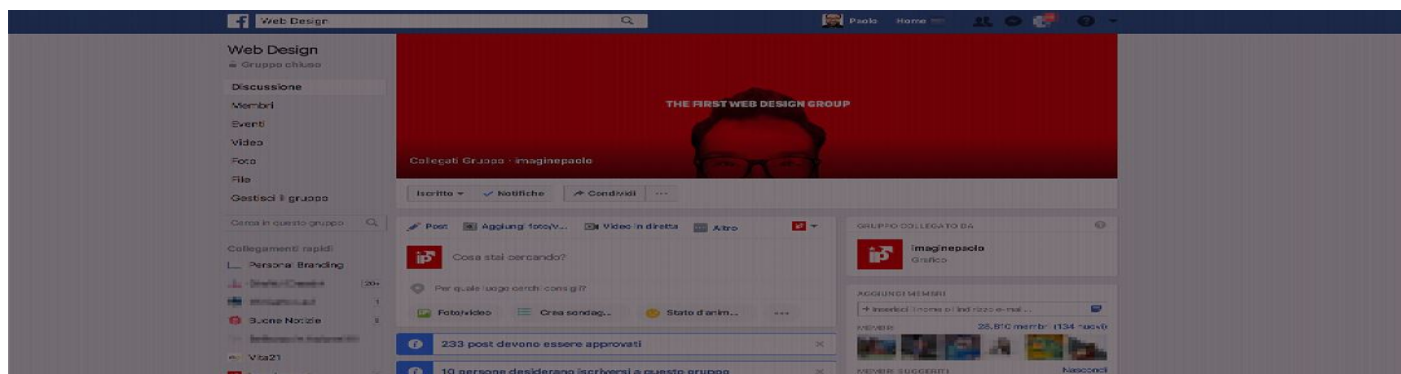 Web Design
Paolo
Home
Web Design
Gruppo chiuso
Discussione
Membri
Eventi
Video
Foto
File
Gestisci il gruppo
Cerca in questo gruppo
Collegamenti rapidi
Personal Branding
20+
Buone Notizie
Vita21
THE FIRST WEB DESIGN GROUP
Collegati Gruppo · imaginepaolo
Iscritto
Notifiche
Condividi
Post
Aggiungi foto/v...
Video in diretta
Altro
Cosa stai cercando?
Per quale luogo cerchi consigli?
Foto/video
Crea sondag...
Stato d'anim...
233 post devono essere approvati
10 persone desiderano iscriversi a questo gruppo
GRUPPO COLLEGATO DA
imaginepaolo
Grafico
AGGIUNGI MEMBRI
Inserisci il nome o l'indirizzo e-mail ...
MEMBRI
membri (134 nuovi)
MEMBRI SUGGERITI
Nascondi